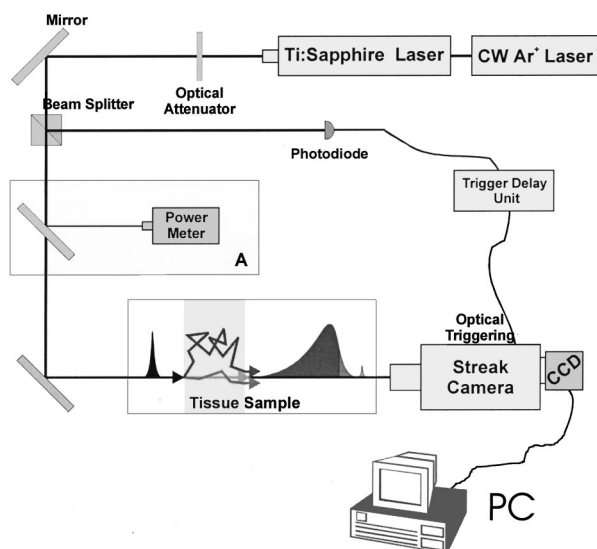 Mirror
Ti:Sapphire Laser
CW Ar+ Laser
Optical
Attenuator
Beam Splitter
Photodiode
Trigger Delay
Unit
Power
Meter
A
Optical
Triggering
Streak
Camera
CCD
Tissue Sample
PC